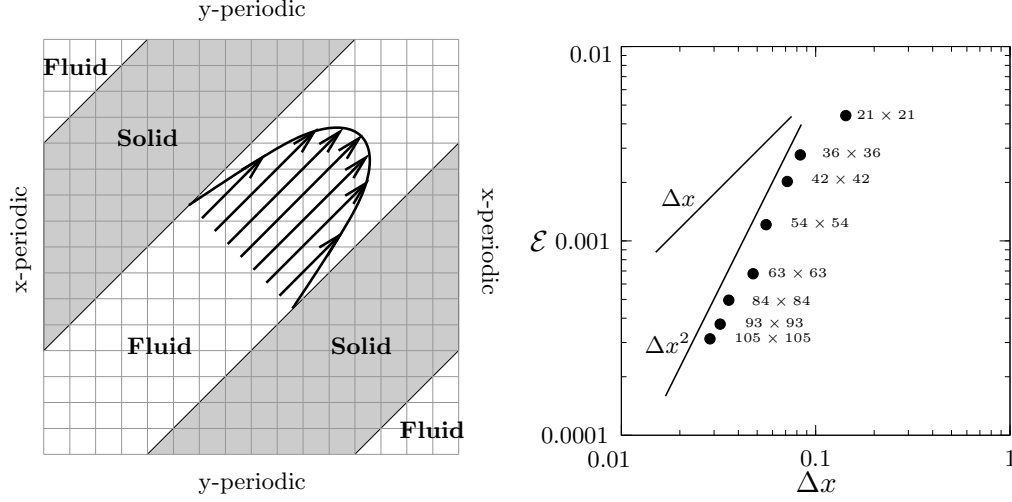 y-periodic
Fluid
Solid
x-periodic
x-periodic
Fluid
Solid
Fluid
y-periodic
0.01
21 × 21
36 × 36
42 × 42
Δx
54 × 54
ℰ 0.001
63 × 63
84 × 84
93 × 93
Δx²
105 × 105
0.0001
0.01
0.1
1
Δx